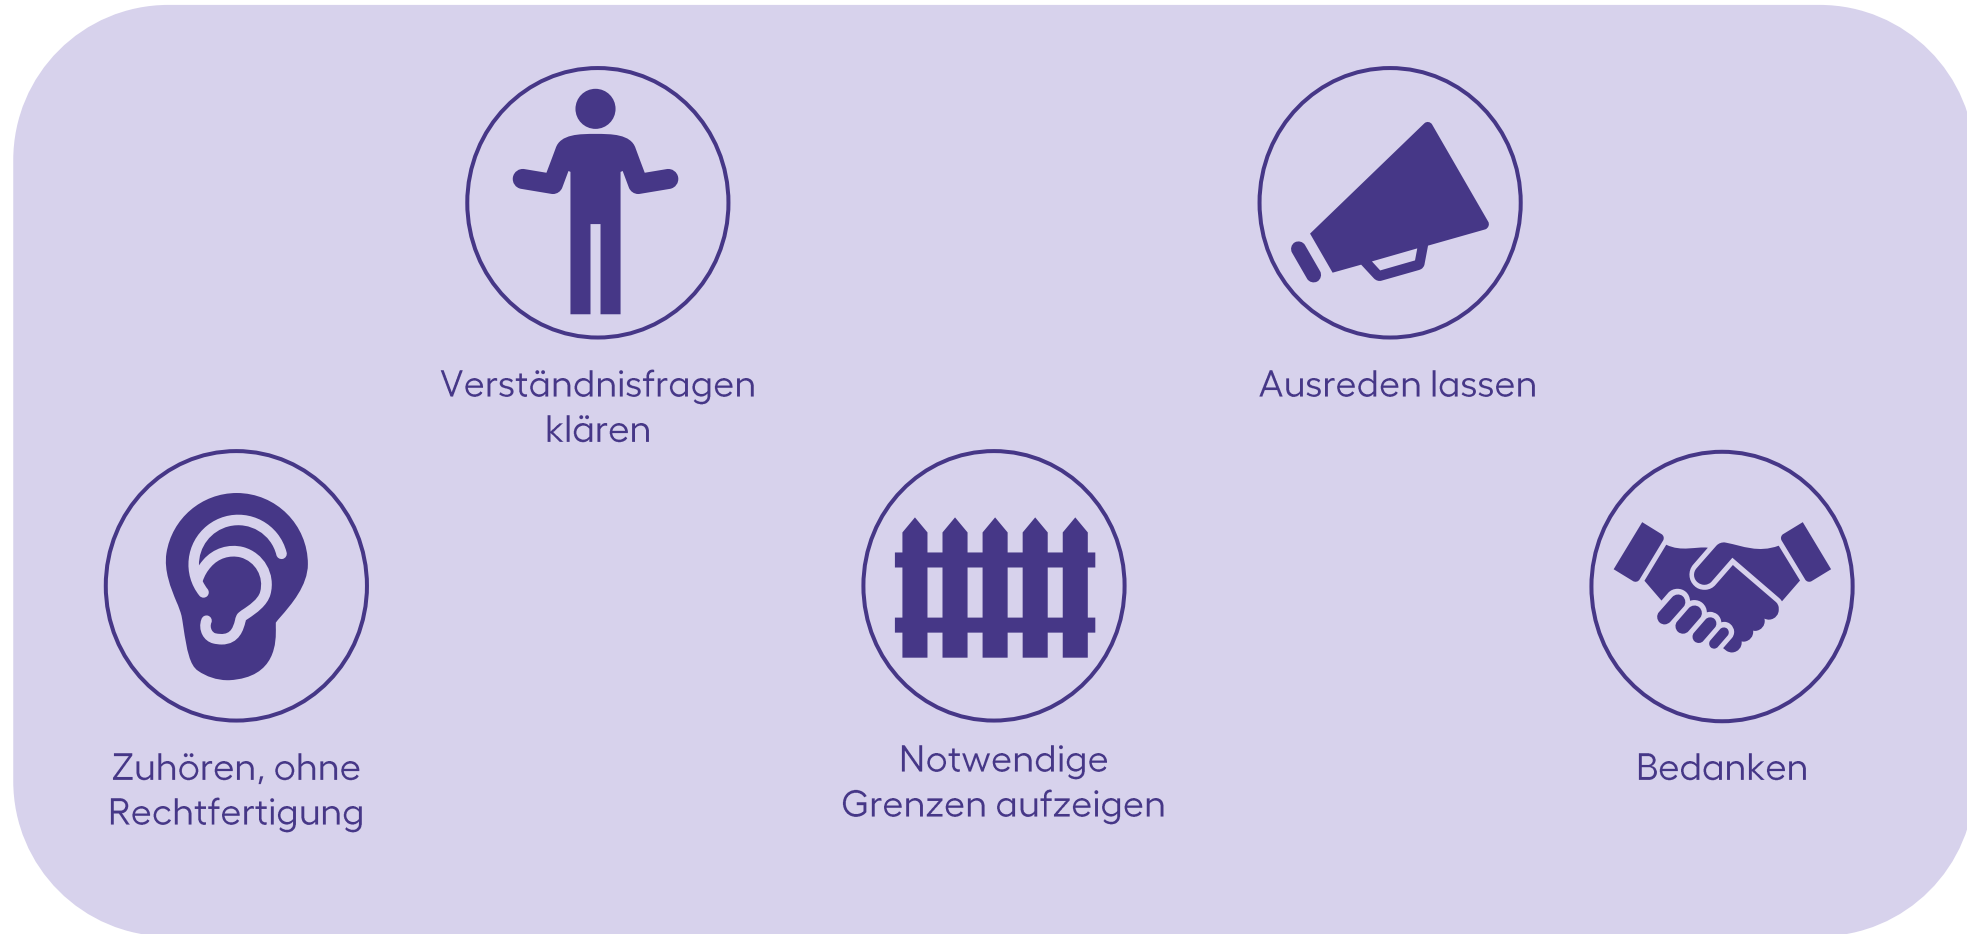 Verständnisfragen
klären
Ausreden lassen
Zuhören, ohne
Rechtfertigung
Notwendige
Grenzen aufzeigen
Bedanken